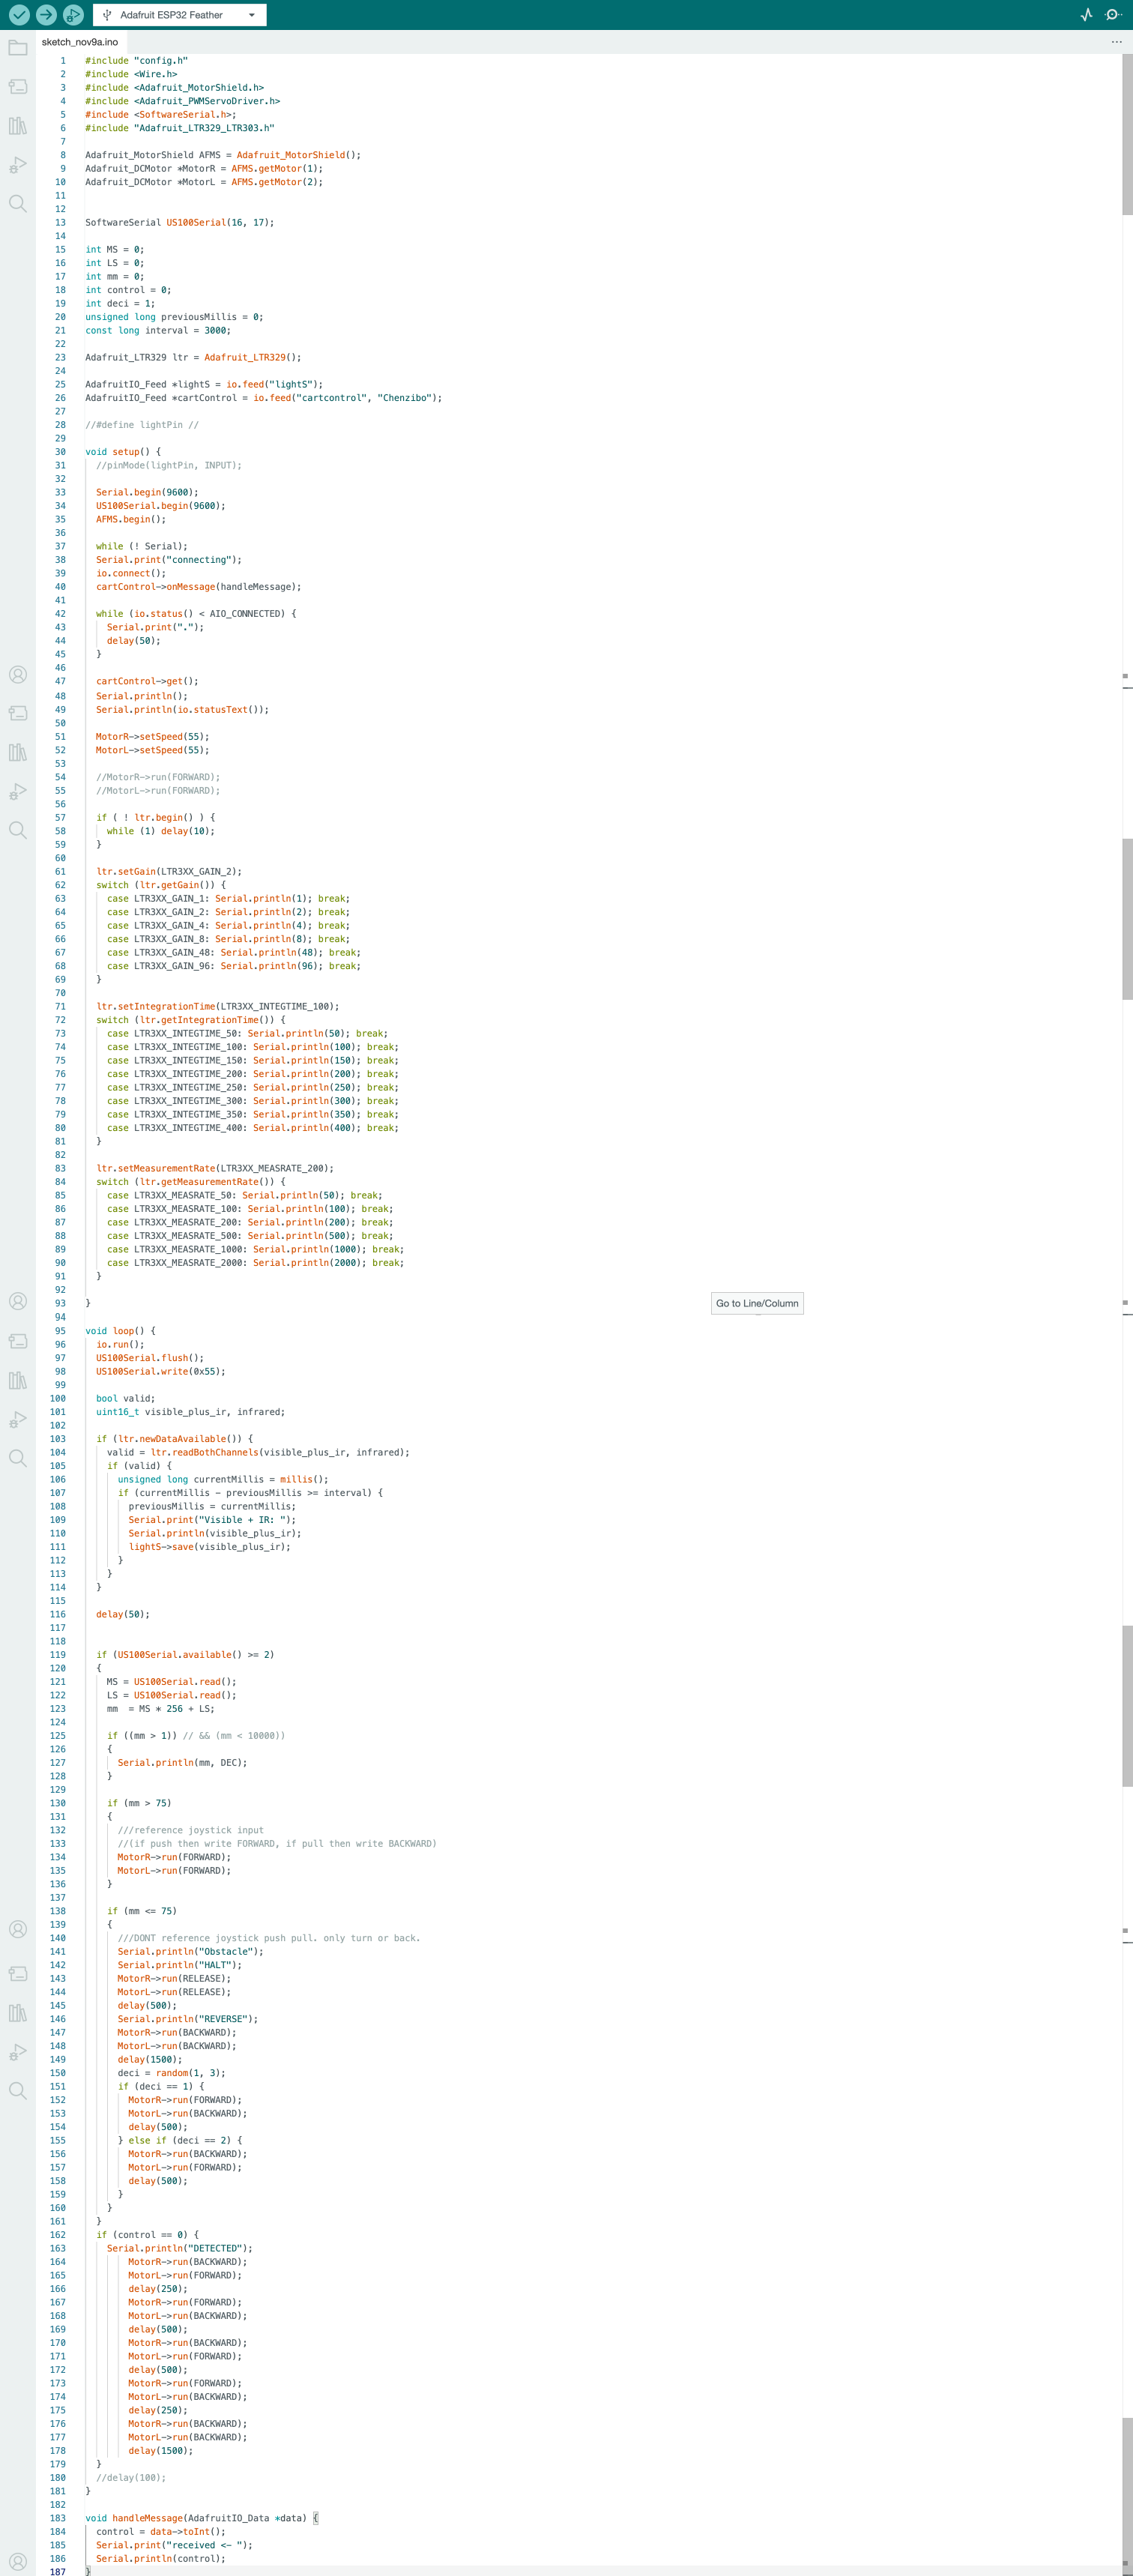 Adafruit ESP32 Feather
sketch_nov9a.ino
1 #include "config.h"
2 #include <Wire.h>
3 #include <Adafruit_MotorShield.h>
4 #include <Adafruit_PWMServoDriver.h>
5 #include <SoftwareSerial.h>;
6 #include "Adafruit_LTR329_LTR303.h"
7
8 Adafruit_MotorShield AFMS = Adafruit_MotorShield();
9 Adafruit_DCMotor *MotorR = AFMS.getMotor(1);
10 Adafruit_DCMotor *MotorL = AFMS.getMotor(2);
11
12
13 SoftwareSerial US100Serial(16, 17);
14
15 int MS = 0;
16 int LS = 0;
17 int mm = 0;
18 int control = 0;
19 int deci = 1;
20 unsigned long previousMillis = 0;
21 const long interval = 3000;
22
23 Adafruit_LTR329 ltr = Adafruit_LTR329();
24
25 AdafruitIO_Feed *lightS = io.feed("lightS");
26 AdafruitIO_Feed *cartControl = io.feed("cartcontrol", "Chenzibo");
27
28 //#define lightPin //
29
30 void setup() {
31 //pinMode(lightPin, INPUT);
32
33 Serial.begin(9600);
34 US100Serial.begin(9600);
35 AFMS.begin();
36
37 while (! Serial);
38 Serial.print("connecting");
39 io.connect();
40 cartControl->onMessage(handleMessage);
41
42 while (io.status() < AIO_CONNECTED) {
43 Serial.print(".");
44 delay(50);
45 }
46
47 cartControl->get();
48 Serial.println();
49 Serial.println(io.statusText());
50
51 MotorR->setSpeed(55);
52 MotorL->setSpeed(55);
53
54 //MotorR->run(FORWARD);
55 //MotorL->run(FORWARD);
56
57 if ( ! ltr.begin() ) {
58 while (1) delay(10);
59 }
60
61 ltr.setGain(LTR3XX_GAIN_2);
62 switch (ltr.getGain()) {
63 case LTR3XX_GAIN_1: Serial.println(1); break;
64 case LTR3XX_GAIN_2: Serial.println(2); break;
65 case LTR3XX_GAIN_4: Serial.println(4); break;
66 case LTR3XX_GAIN_8: Serial.println(8); break;
67 case LTR3XX_GAIN_48: Serial.println(48); break;
68 case LTR3XX_GAIN_96: Serial.println(96); break;
69 }
70
71 ltr.setIntegrationTime(LTR3XX_INTEGTIME_100);
72 switch (ltr.getIntegrationTime()) {
73 case LTR3XX_INTEGTIME_50: Serial.println(50); break;
74 case LTR3XX_INTEGTIME_100: Serial.println(100); break;
75 case LTR3XX_INTEGTIME_150: Serial.println(150); break;
76 case LTR3XX_INTEGTIME_200: Serial.println(200); break;
77 case LTR3XX_INTEGTIME_250: Serial.println(250); break;
78 case LTR3XX_INTEGTIME_300: Serial.println(300); break;
79 case LTR3XX_INTEGTIME_350: Serial.println(350); break;
80 case LTR3XX_INTEGTIME_400: Serial.println(400); break;
81 }
82
83 ltr.setMeasurementRate(LTR3XX_MEASRATE_200);
84 switch (ltr.getMeasurementRate()) {
85 case LTR3XX_MEASRATE_50: Serial.println(50); break;
86 case LTR3XX_MEASRATE_100: Serial.println(100); break;
87 case LTR3XX_MEASRATE_200: Serial.println(200); break;
88 case LTR3XX_MEASRATE_500: Serial.println(500); break;
89 case LTR3XX_MEASRATE_1000: Serial.println(1000); break;
90 case LTR3XX_MEASRATE_2000: Serial.println(2000); break;
91 }
92
93 }
Go to Line/Column
94
95 void loop() {
96 io.run();
97 US100Serial.flush();
98 US100Serial.write(0x55);
99
100 bool valid;
101 uint16_t visible_plus_ir, infrared;
102
103 if (ltr.newDataAvailable()) {
104 valid = ltr.readBothChannels(visible_plus_ir, infrared);
105 if (valid) {
106 unsigned long currentMillis = millis();
107 if (currentMillis - previousMillis >= interval) {
108 previousMillis = currentMillis;
109 Serial.print("Visible + IR: ");
110 Serial.println(visible_plus_ir);
111 lightS->save(visible_plus_ir);
112 }
113 }
114 }
115
116 delay(50);
117
118
119 if (US100Serial.available() >= 2)
120 {
121 MS = US100Serial.read();
122 LS = US100Serial.read();
123 mm  = MS * 256 + LS;
124
125 if ((mm > 1)) // && (mm < 10000))
126 {
127 Serial.println(mm, DEC);
128 }
129
130 if (mm > 75)
131 {
132 ///reference joystick input
133 //(if push then write FORWARD, if pull then write BACKWARD)
134 MotorR->run(FORWARD);
135 MotorL->run(FORWARD);
136 }
137
138 if (mm <= 75)
139 {
140 ///DONT reference joystick push pull. only turn or back.
141 Serial.println("Obstacle");
142 Serial.println("HALT");
143 MotorR->run(RELEASE);
144 MotorL->run(RELEASE);
145 delay(500);
146 Serial.println("REVERSE");
147 MotorR->run(BACKWARD);
148 MotorL->run(BACKWARD);
149 delay(1500);
150 deci = random(1, 3);
151 if (deci == 1) {
152 MotorR->run(FORWARD);
153 MotorL->run(BACKWARD);
154 delay(500);
155 } else if (deci == 2) {
156 MotorR->run(BACKWARD);
157 MotorL->run(FORWARD);
158 delay(500);
159 }
160 }
161 }
162 if (control == 0) {
163 Serial.println("DETECTED");
164 MotorR->run(BACKWARD);
165 MotorL->run(FORWARD);
166 delay(250);
167 MotorR->run(FORWARD);
168 MotorL->run(BACKWARD);
169 delay(500);
170 MotorR->run(BACKWARD);
171 MotorL->run(FORWARD);
172 delay(500);
173 MotorR->run(FORWARD);
174 MotorL->run(BACKWARD);
175 delay(250);
176 MotorR->run(BACKWARD);
177 MotorL->run(BACKWARD);
178 delay(1500);
179 }
180 //delay(100);
181 }
182
183 void handleMessage(AdafruitIO_Data *data) {
184 control = data->toInt();
185 Serial.print("received <- ");
186 Serial.println(control);
187 }